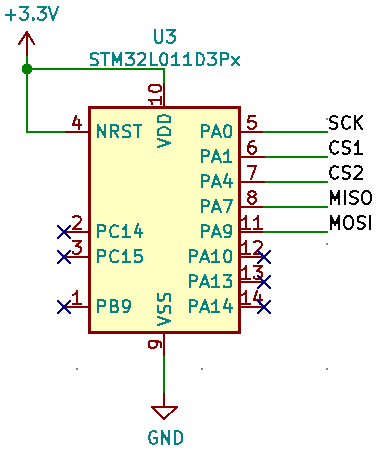 +3.3V
U3
STM32L011D3Px
10
4 NRST VDD PA0 5 SCK
PA1 6 CS1
PA4 7 CS2
PA7 8 MISO
2 PC14 PA9 11 MOSI
3 PC15 PA10 12
PA13 13
1 PB9 VSS PA14 14
9
GND